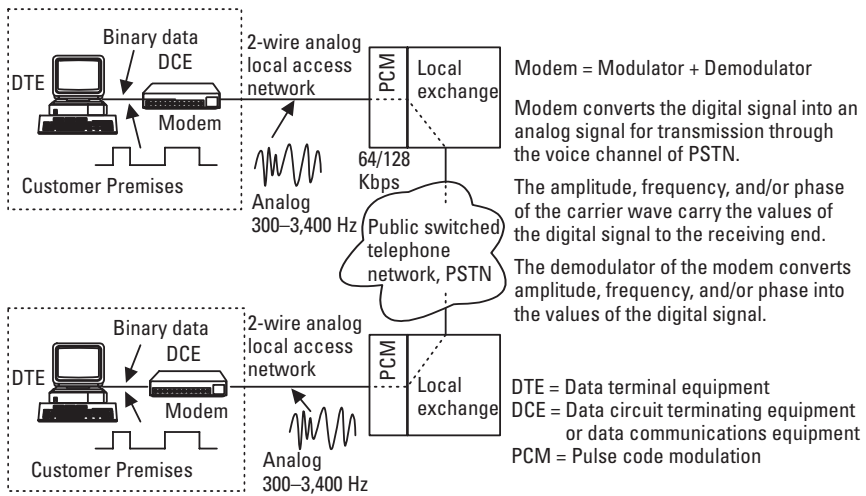 Binary data
DCE
DTE
Modem
Customer Premises
2-wire analog
local access
network
Analog
300–3,400 Hz
PCM
Local
exchange
64/128
Kbps
Public switched
telephone
network, PSTN
Modem = Modulator + Demodulator
Modem converts the digital signal into an
analog signal for transmission through
the voice channel of PSTN.
The amplitude, frequency, and/or phase
of the carrier wave carry the values of
the digital signal to the receiving end.
The demodulator of the modem converts
amplitude, frequency, and/or phase into
the values of the digital signal.
Binary data
DCE
DTE
Modem
Customer Premises
2-wire analog
local access
network
Analog
300–3,400 Hz
PCM
Local
exchange
DTE = Data terminal equipment
DCE = Data circuit terminating equipment
or data communications equipment
PCM = Pulse code modulation